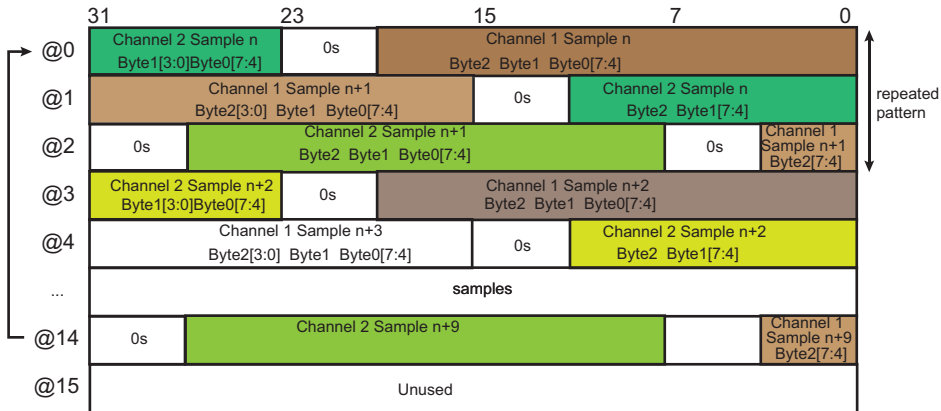 31 23 15 7 0
@0 Channel 2 Sample n 0s Channel 1 Sample n
Byte1[3:0]Byte0[7:4] Byte2 Byte1 Byte0[7:4]
@1 Channel 1 Sample n+1 0s Channel 2 Sample n
Byte2[3:0] Byte1 Byte0[7:4] Byte2 Byte1[7:4]
repeated
pattern
@2 0s Channel 2 Sample n+1 0s Channel 1
Sample n+1
Byte2 Byte1 Byte0[7:4] Byte2[7:4]
@3 Channel 2 Sample n+2 0s Channel 1 Sample n+2
Byte1[3:0]Byte0[7:4] Byte2 Byte1 Byte0[7:4]
@4 Channel 1 Sample n+3 0s Channel 2 Sample n+2
Byte2[3:0] Byte1 Byte0[7:4] Byte2 Byte1[7:4]
... samples
@14 0s Channel 2 Sample n+9 Channel 1
Sample n+9
Byte2[7:4]
@15 Unused